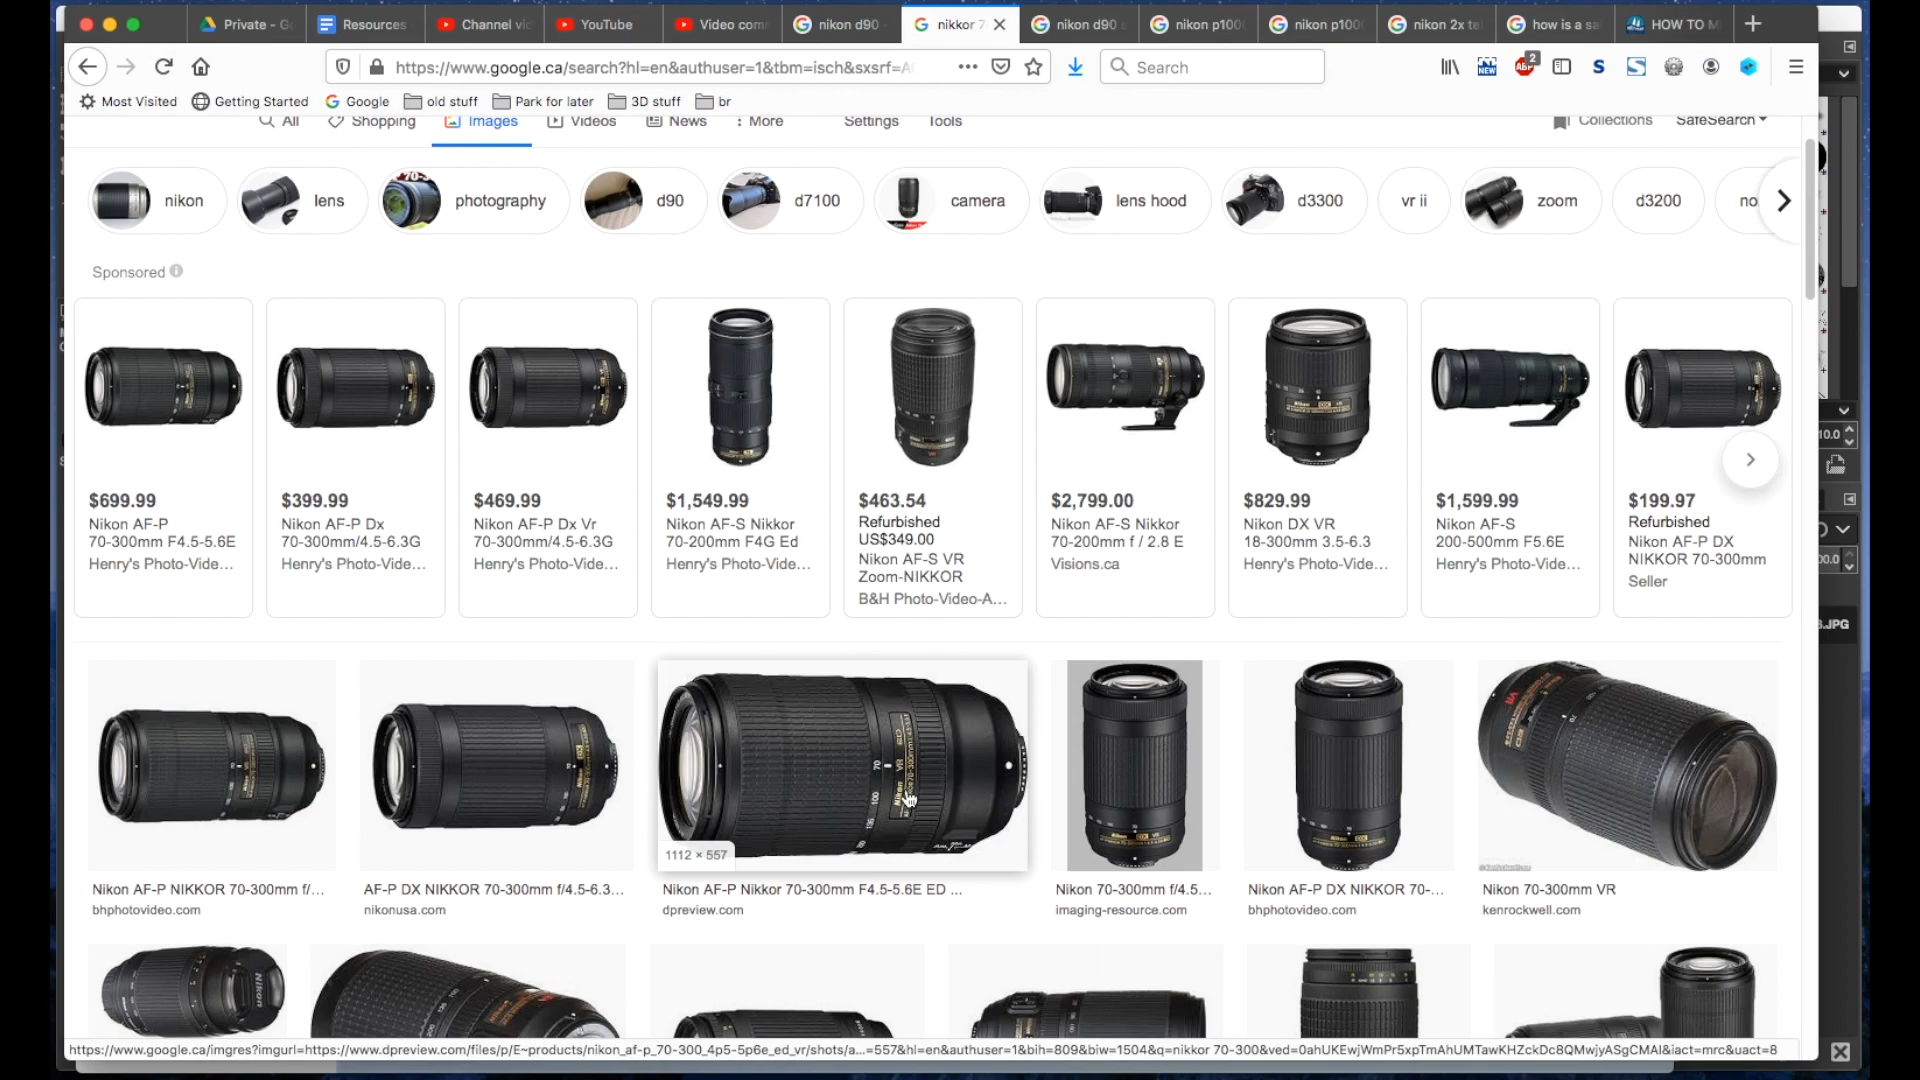 Private - G
Resources
Channel vi
YouTube
Video com
nikon d90
nikkor 7
nikon d90 s
nikon p100
nikon p100
nikon 2x te
how is a sa
HOW TO M
https://www.google.ca/search?hl=en&authuser=1&tbm=isch&sxsrf=A
Search
NEW
ABP
2
Most Visited
Getting Started
Google
old stuff
Park for later
3D stuff
br
All
Shopping
Images
Videos
News
More
Settings
Tools
Collections
SafeSearch
nikon
lens
photography
d90
d7100
camera
lens hood
d3300
vr ii
zoom
d3200
no
Sponsored
$699.99
Nikon AF-P
70-300mm F4.5-5.6E
Henry's Photo-Vide...
$399.99
Nikon AF-P Dx
70-300mm/4.5-6.3G
Henry's Photo-Vide...
$469.99
Nikon AF-P Dx Vr
70-300mm/4.5-6.3G
Henry's Photo-Vide...
$1,549.99
Nikon AF-S Nikkor
70-200mm F4G Ed
Henry's Photo-Vide...
$463.54
Refurbished
US$349.00
Nikon AF-S VR
Zoom-NIKKOR
B&H Photo-Video-A...
$2,799.00
Nikon AF-S Nikkor
70-200mm f / 2.8 E
Visions.ca
$829.99
Nikon DX VR
18-300mm 3.5-6.3
Henry's Photo-Vide...
$1,599.99
Nikon AF-S
200-500mm F5.6E
Henry's Photo-Vide...
$199.97
Refurbished
Nikon AF-P DX
NIKKOR 70-300mm
Seller
10.0
00.0
.JPG
1112 × 557
Nikon AF-P NIKKOR 70-300mm f/...
bhphotovideo.com
AF-P DX NIKKOR 70-300mm f/4.5-6.3...
nikonusa.com
Nikon AF-P Nikkor 70-300mm F4.5-5.6E ED ...
dpreview.com
Nikon 70-300mm f/4.5...
imaging-resource.com
Nikon AF-P DX NIKKOR 70-...
bhphotovideo.com
Nikon 70-300mm VR
kenrockwell.com
https://www.google.ca/imgres?imgurl=https://www.dpreview.com/files/p/E~products/nikon_af-p_70-300_4p5-5p6e_ed_vr/shots/a...=557&hl=en&authuser=1&bih=809&biw=1504&q=nikkor 70-300&ved=0ahUKEwjWmPr5xpTmAhUMTawKHZckDc8QMwjyASgCMAI&iact=mrc&uact=8